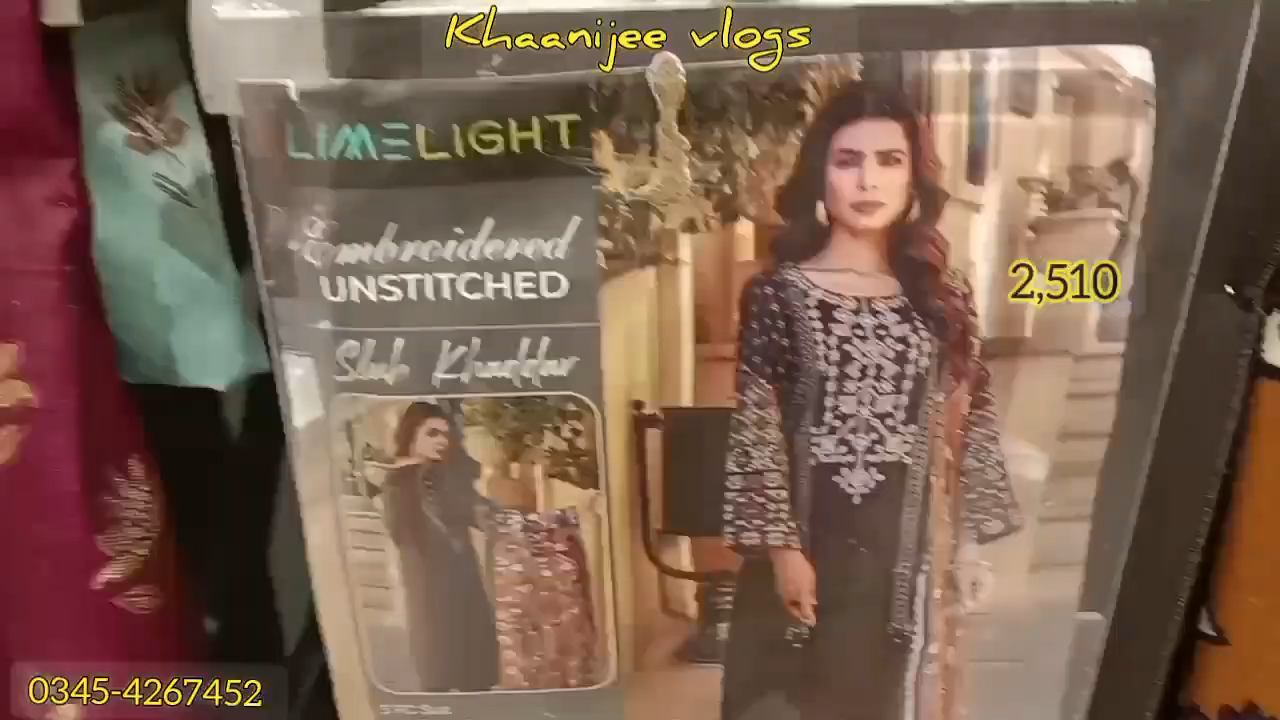 Khaanijee vlogs
LIMELIGHT
Embroidered
UNSTITCHED
Slub Khaddar
2,510
0345-4267452